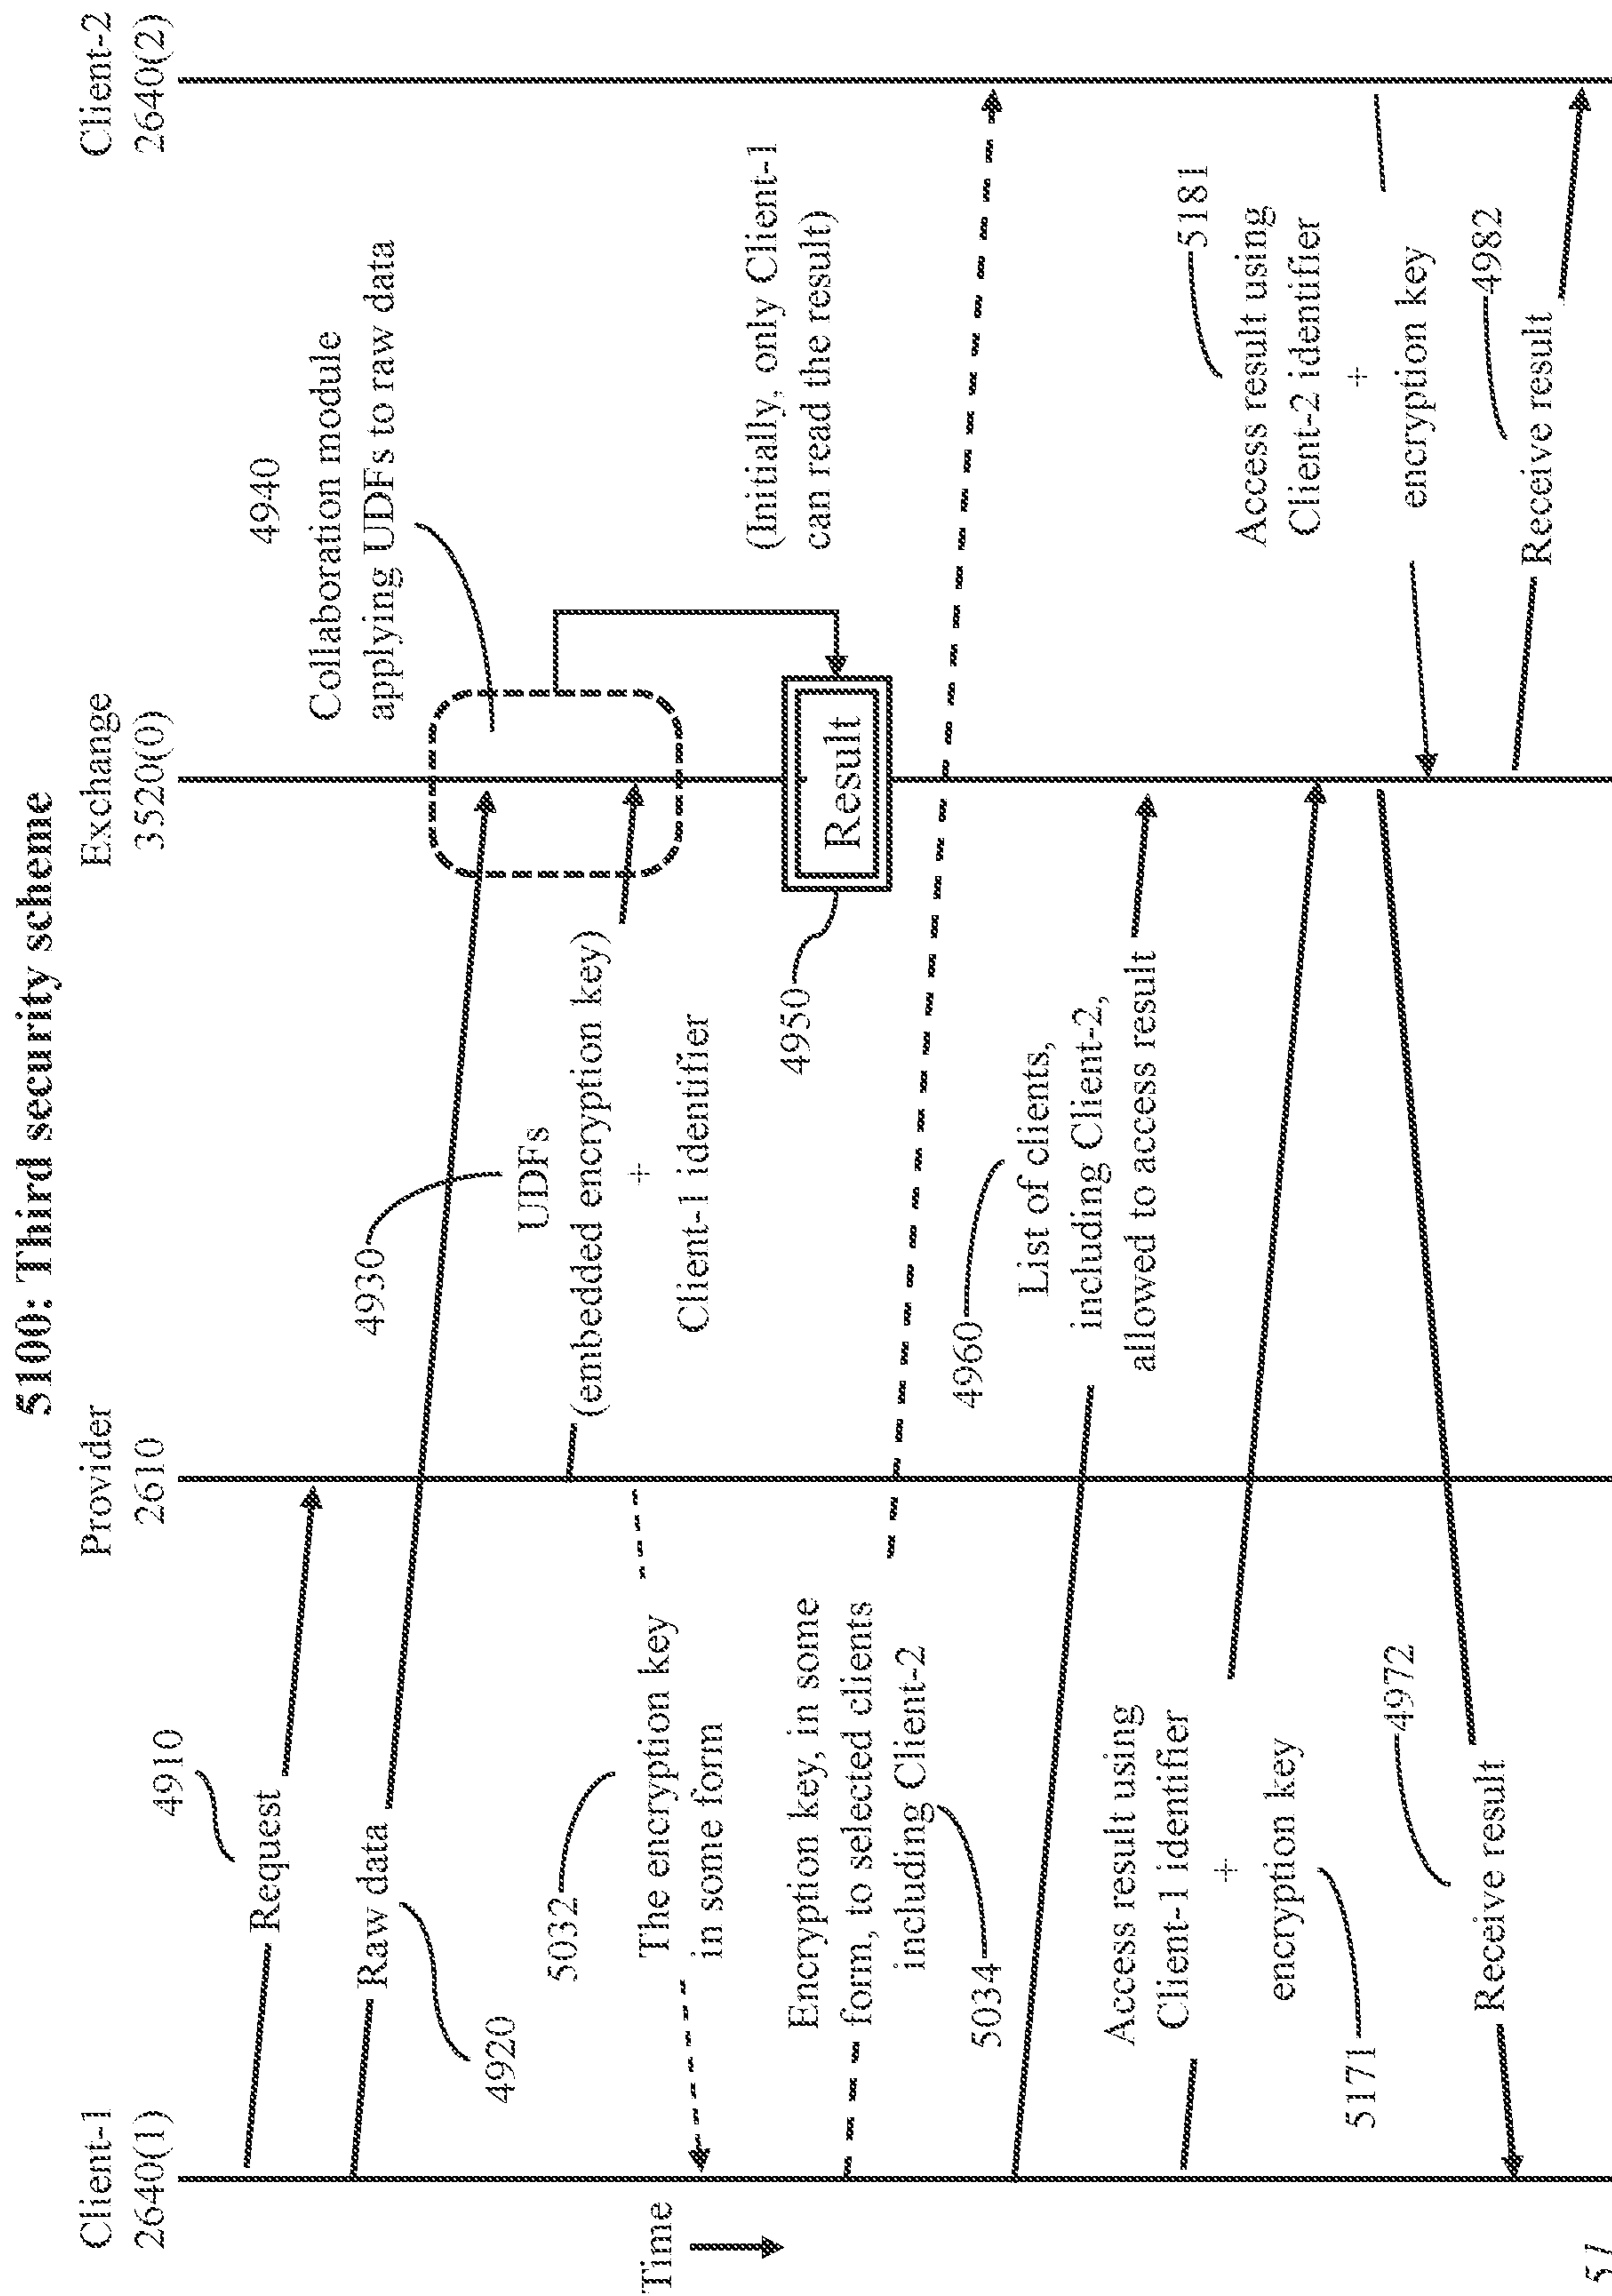 5100: Third security scheme
Client-1
2640(1)
Provider
2610
Exchange
3520(0)
Client-2
2640(2)
4910
Request
Raw data
4920
4930
UDFs
(embedded encryption key)
+
Client-1 identifier
4940
Collaboration module
applying UDFs to raw data
5032
The encryption key
in some form
Time
Result
4950
(Initially, only Client-1
can read the result)
Encryption key, in some
form, to selected clients
including Client-2
5034
4960
List of clients,
including Client-2,
allowed to access result
Access result using
Client-1 identifier
+
encryption key
5171
5181
Access result using
Client-2 identifier
+
encryption key
4972
Receive result
4982
Receive result
51